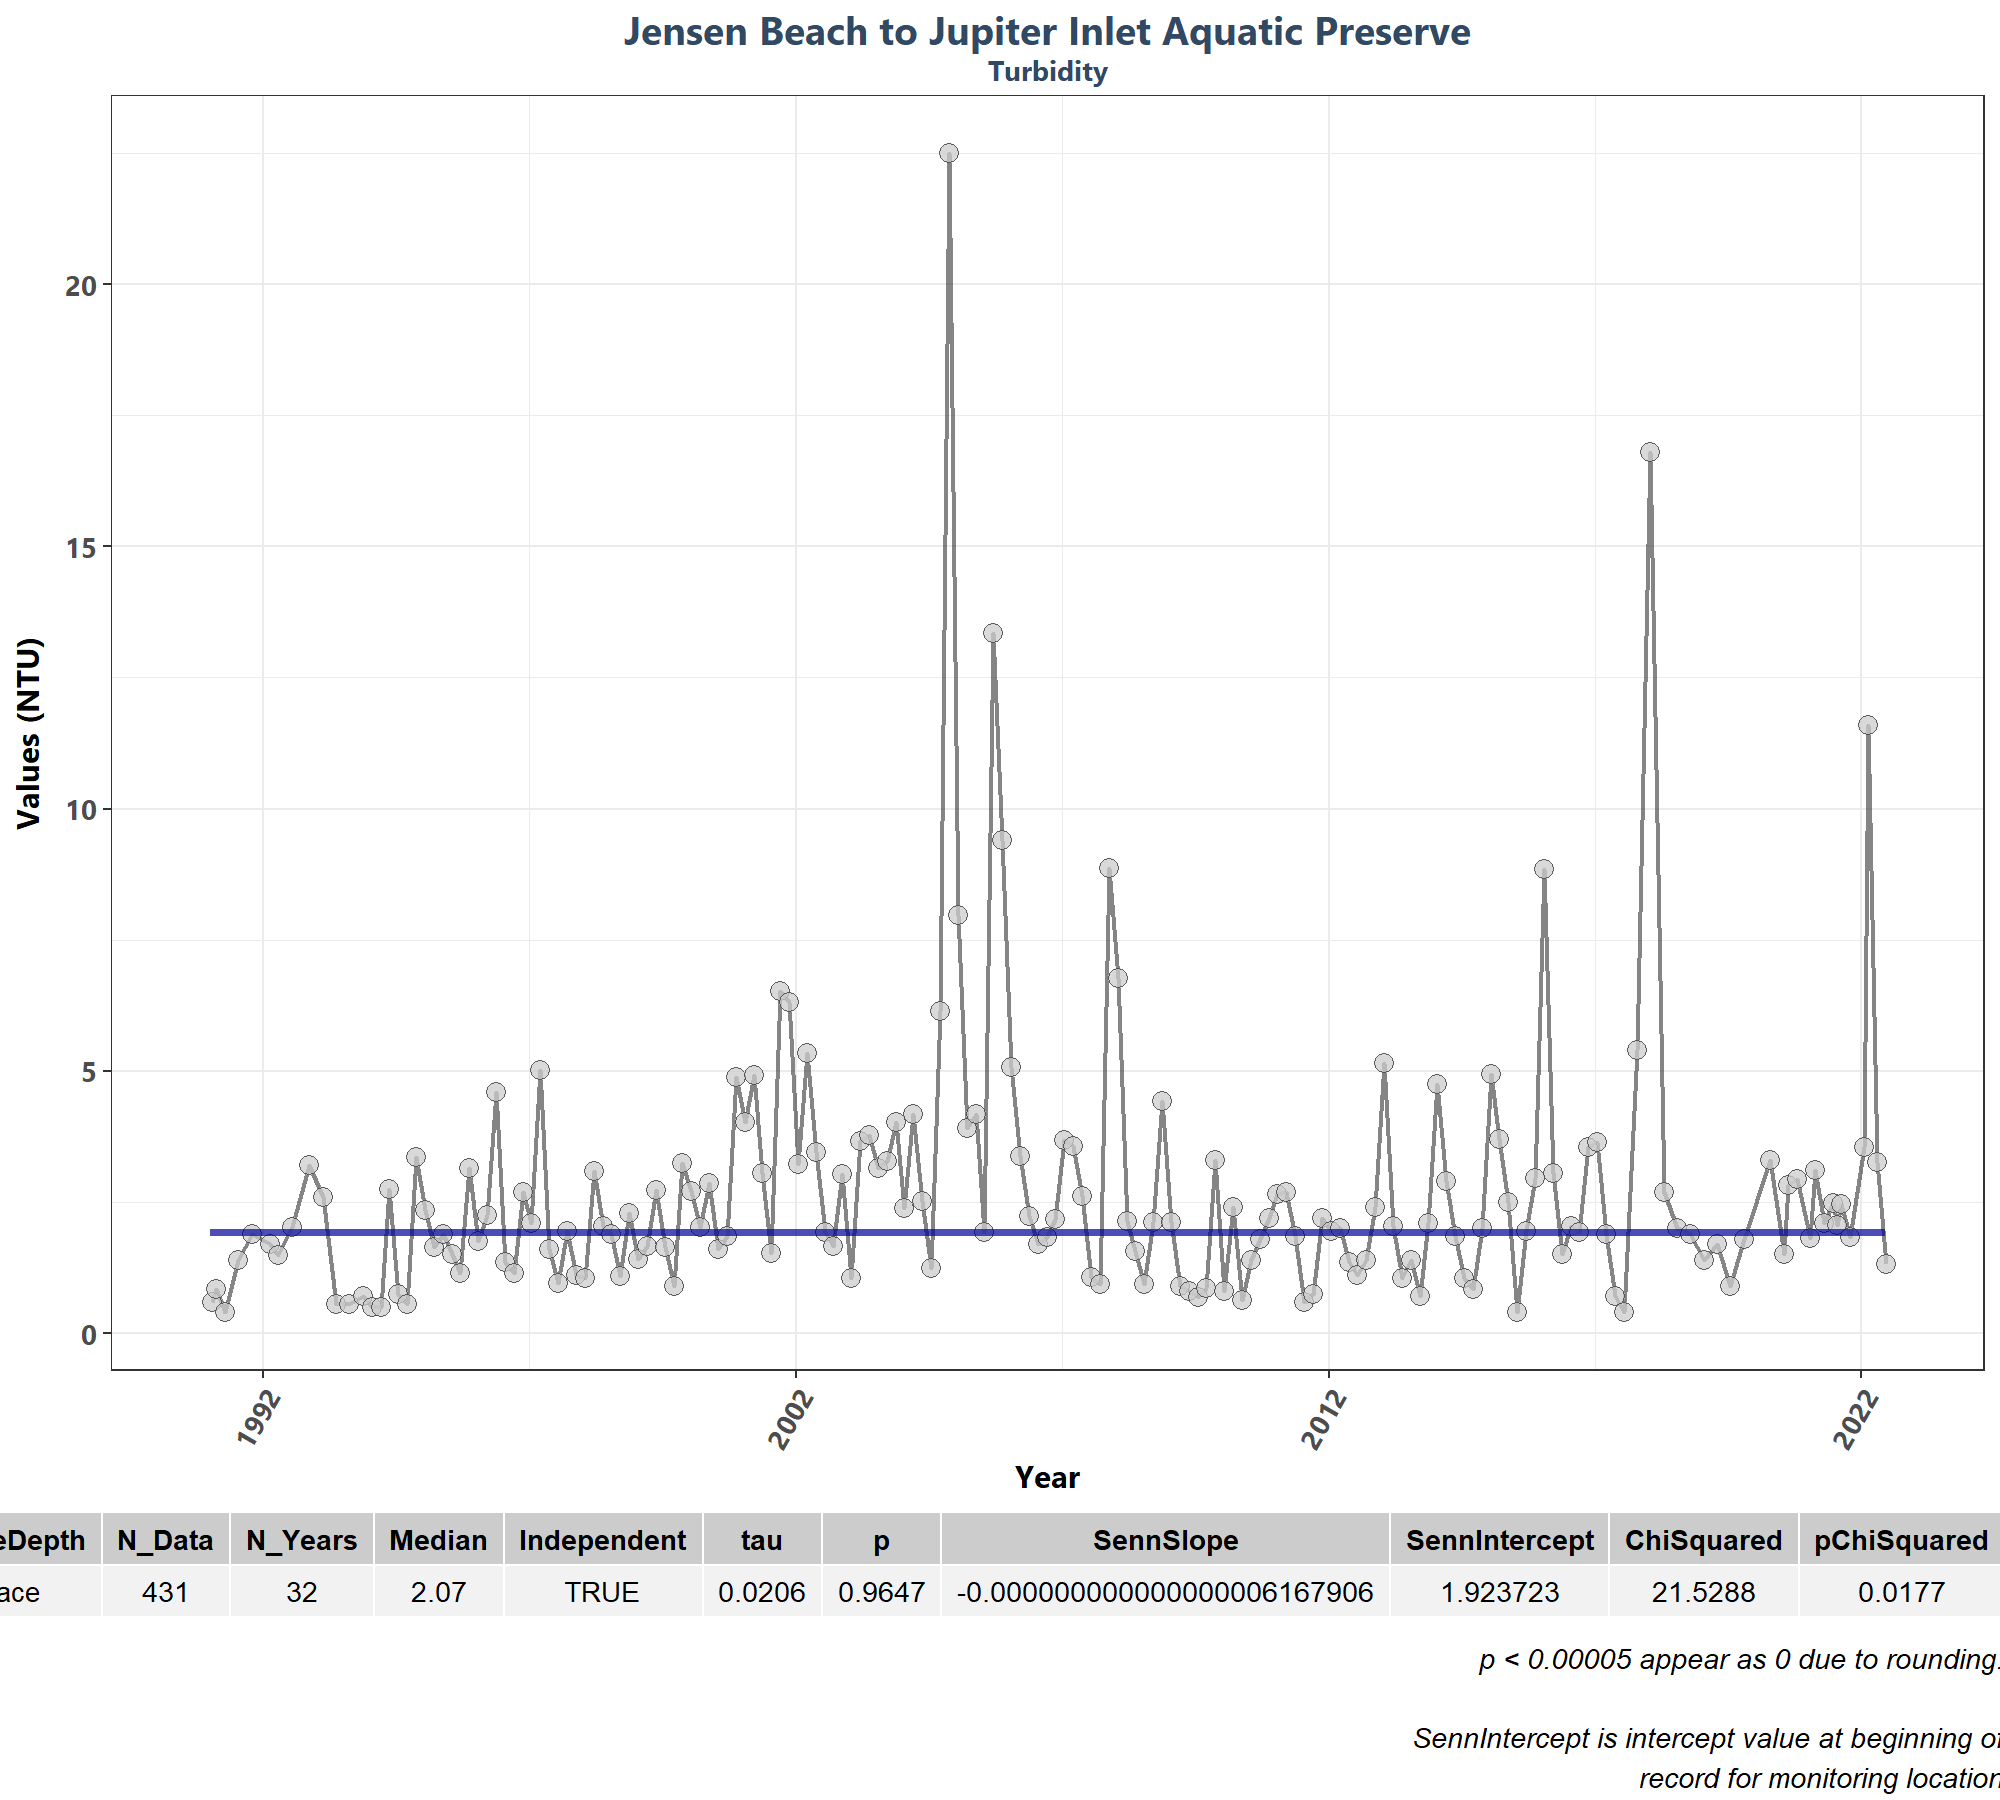 Jensen Beach to Jupiter Inlet Aquatic Preserve
Turbidity
Values (NTU)
20
15
10
5
0
1992 2002 2012 2022
Year
eDepth N_Data N_Years Median Independent tau p SennSlope SennIntercept ChiSquared pChiSquared
ace 431 32 2.07 TRUE 0.0206 0.9647 -0.000000000000000006167906 1.923723 21.5288 0.0177
p < 0.00005 appear as 0 due to rounding.
SennIntercept is intercept value at beginning of
record for monitoring location